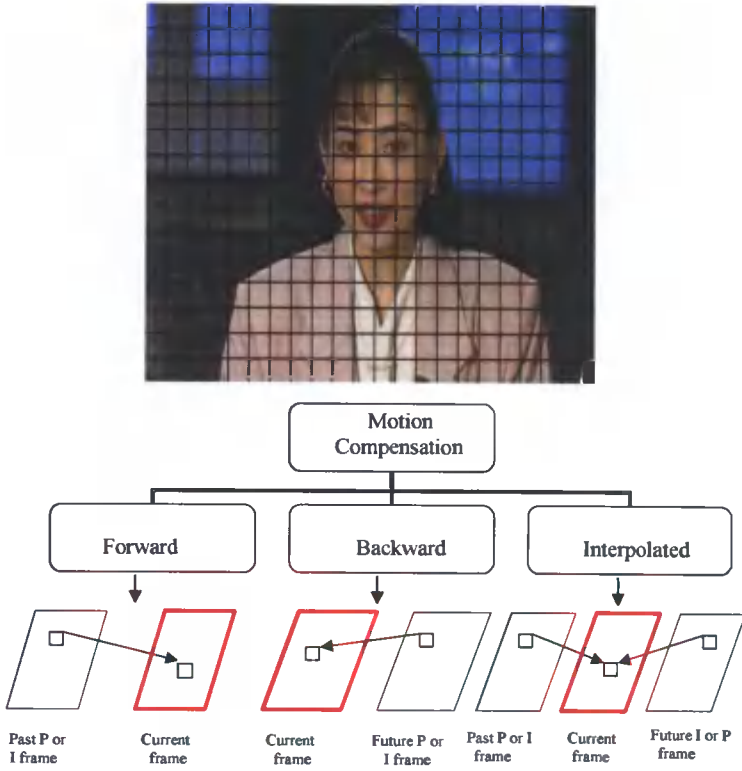 Motion
Compensation
Forward
Backward
Interpolated
Past P or
I frame
Current
frame
Current
frame
Future P or
I frame
Past P or I
frame
Current
frame
Future I or P
frame